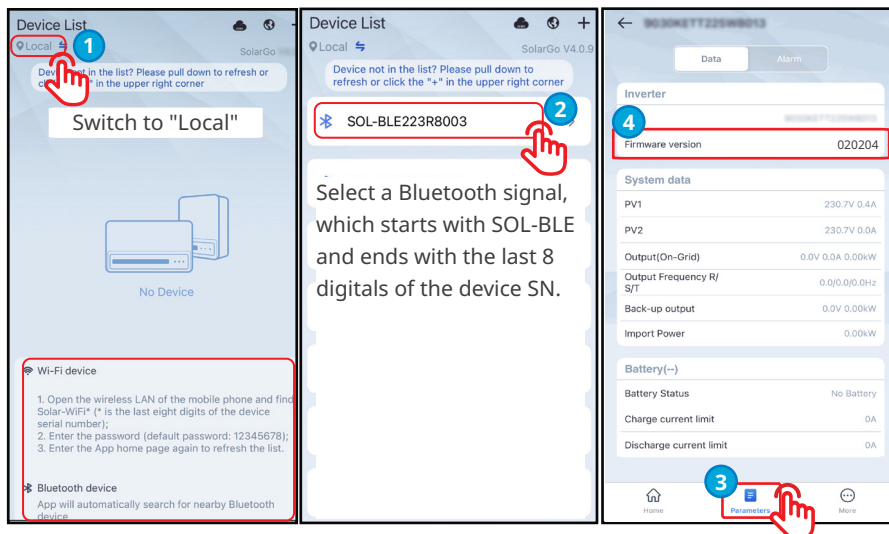 Device List
Local
1
SolarGo
Device not in the list? Please pull down to refresh or
click the "+" in the upper right corner
Switch to "Local"
No Device
Wi-Fi device
1. Open the wireless LAN of the mobile phone and find
Solar-WiFi* (* is the last eight digits of the device
serial number);
2. Enter the password (default password: 12345678);
3. Enter the App home page again to refresh the list.
Bluetooth device
App will automatically search for nearby Bluetooth
device
Device List
+
Local
SolarGo V4.0.9
Device not in the list? Please pull down to
refresh or click the "+" in the upper right corner
2
SOL-BLE223R8003
Select a Bluetooth signal,
which starts with SOL-BLE
and ends with the last 8
digitals of the device SN.
9030KETT225W8013
Data
Alarm
Inverter
4
Firmware version
020204
System data
PV1
230.7V 0.4A
PV2
230.7V 0.0A
Output(On-Grid)
0.0V 0.0A 0.00kW
Output Frequency R/
S/T
0.0/0.0/0.0Hz
Back-up output
0.0V 0.00kW
Import Power
0.00kW
Battery(--)
Battery Status
No Battery
Charge current limit
0A
Discharge current limit
0A
3
Home
Parameters
More